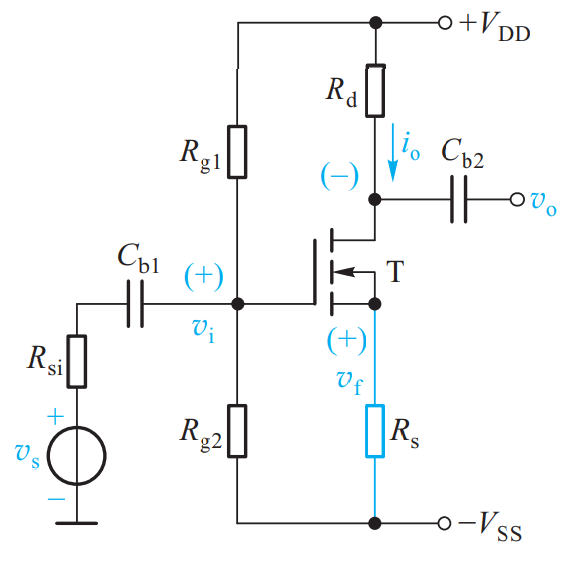 +V_DD
R_d
i_o
C_b2
R_g1
(−)
v_o
C_b1
(+)
T
v_i
(+)
R_si
v_f
+
v_s
R_g2
R_s
−
−V_SS